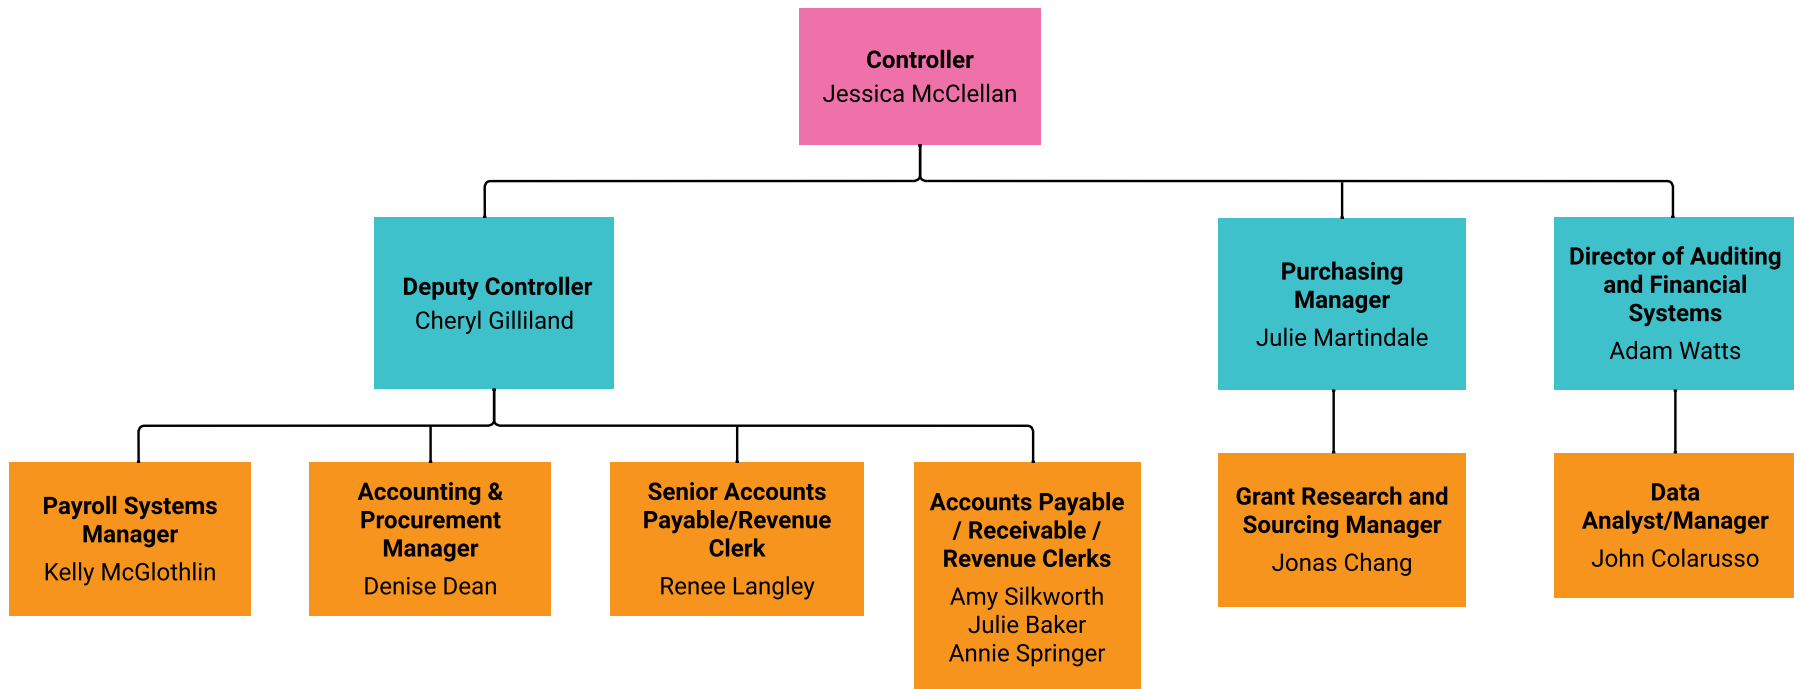 Controller
Jessica McClellan
Deputy Controller
Cheryl Gilliland
Purchasing
Manager
Julie Martindale
Director of Auditing
and Financial
Systems
Adam Watts
Payroll Systems
Manager
Kelly McGlothlin
Accounting &
Procurement
Manager
Denise Dean
Senior Accounts
Payable/Revenue
Clerk
Renee Langley
Accounts Payable
/ Receivable /
Revenue Clerks
Amy Silkworth
Julie Baker
Annie Springer
Grant Research and
Sourcing Manager
Jonas Chang
Data
Analyst/Manager
John Colarusso